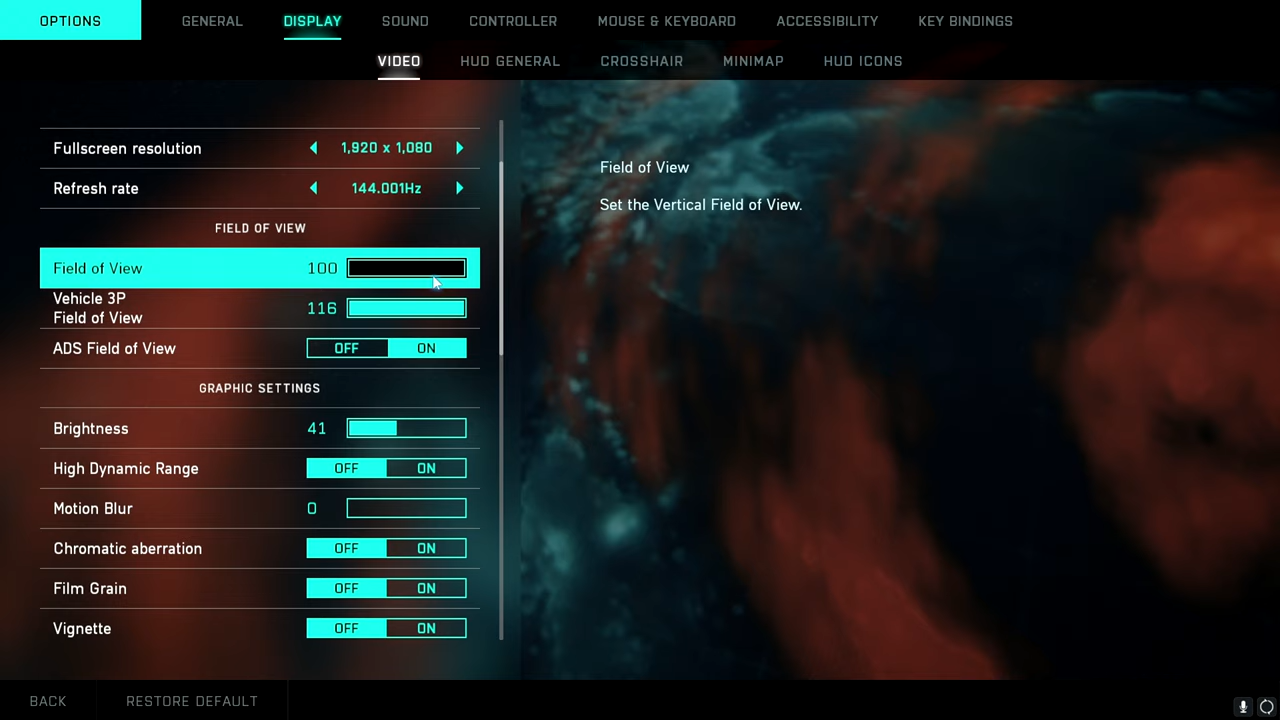 OPTIONS GENERAL DISPLAY SOUND CONTROLLER MOUSE & KEYBOARD ACCESSIBILITY KEY BINDINGS
VIDEO HUD GENERAL CROSSHAIR MINIMAP HUD ICONS
Fullscreen resolution 1,920 x 1,080
Refresh rate 144.001Hz
FIELD OF VIEW
Field of View 100
Vehicle 3P
Field of View 116
ADS Field of View OFF ON
GRAPHIC SETTINGS
Brightness 41
High Dynamic Range OFF ON
Motion Blur 0
Chromatic aberration OFF ON
Film Grain OFF ON
Vignette OFF ON
Field of View
Set the Vertical Field of View.
BACK RESTORE DEFAULT